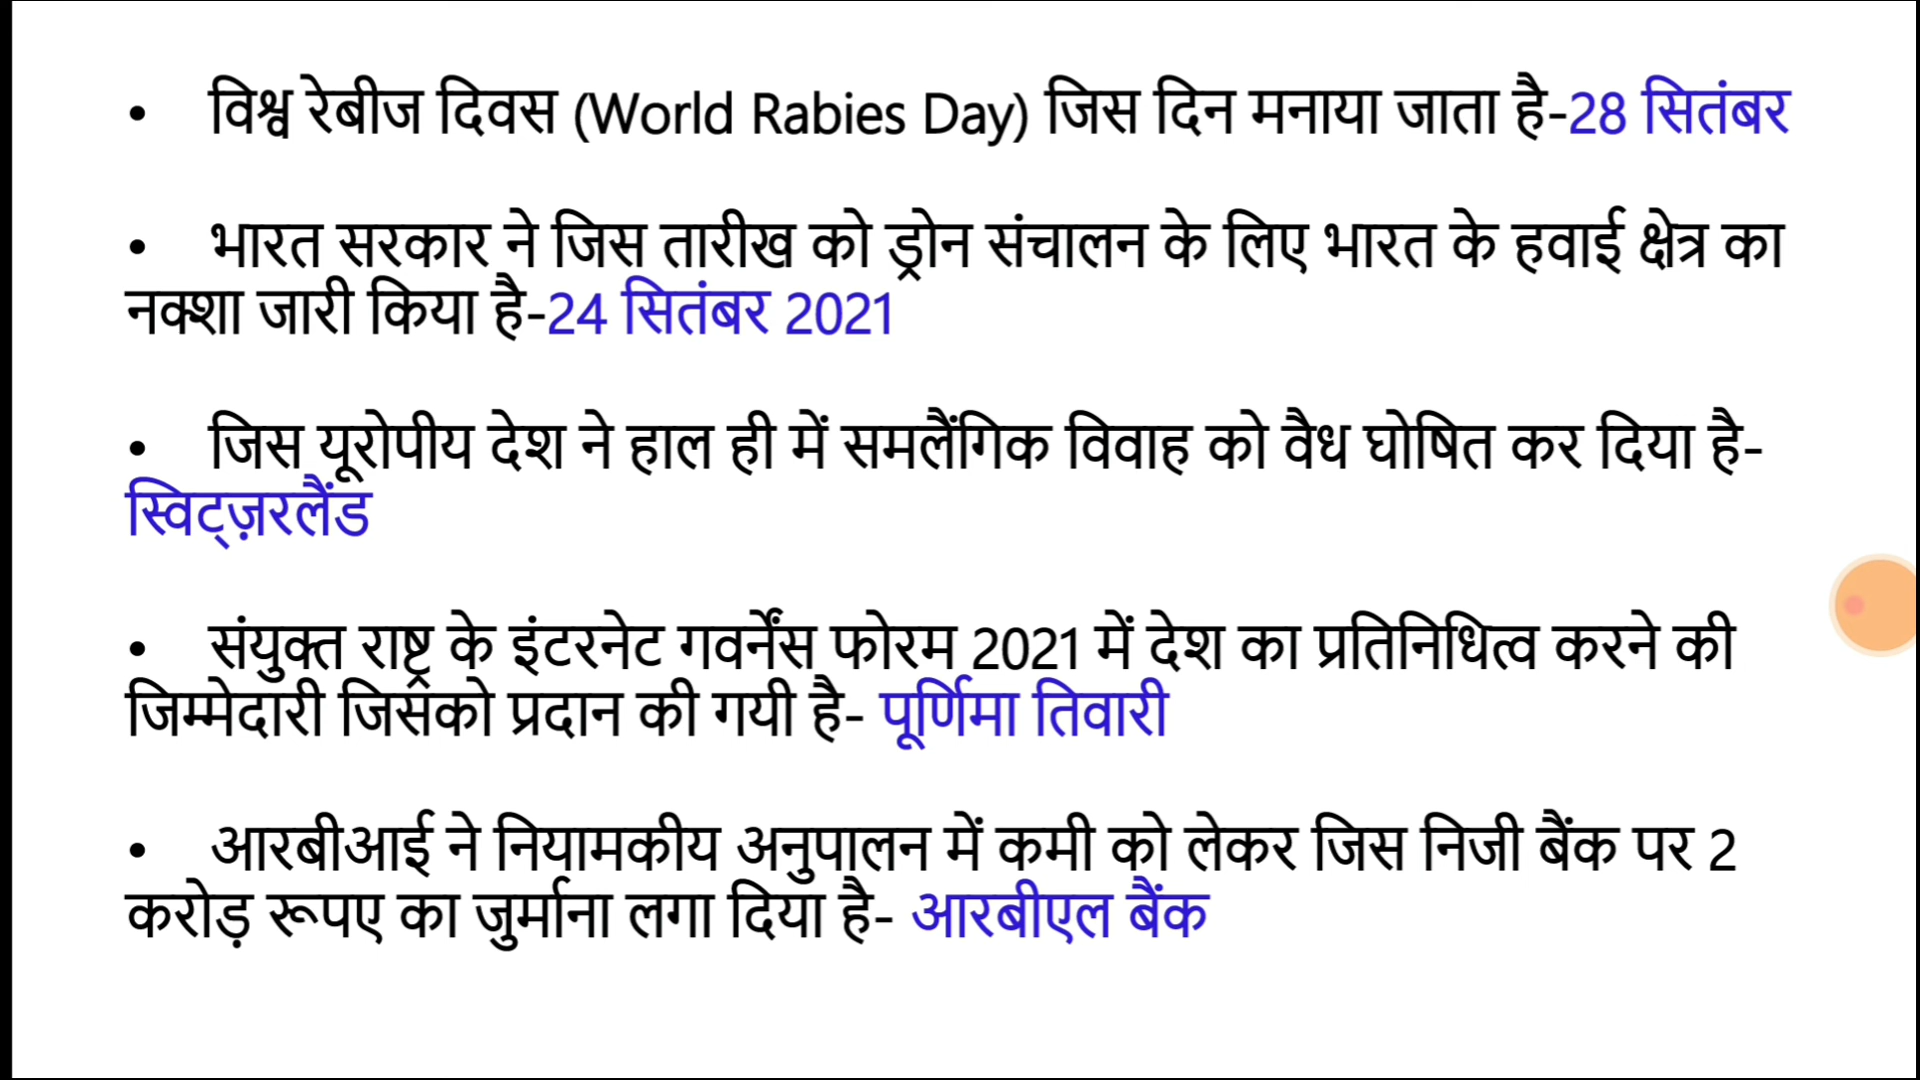 • विश्व रेबीज दिवस (World Rabies Day) जिस दिन मनाया जाता है-28 सितंबर
• भारत सरकार ने जिस तारीख को ड्रोन संचालन के लिए भारत के हवाई क्षेत्र का
नक्शा जारी किया है-24 सितंबर 2021
• जिस यूरोपीय देश ने हाल ही में समलैंगिक विवाह को वैध घोषित कर दिया है-
स्विट्ज़रलैंड
• संयुक्त राष्ट्र के इंटरनेट गवर्नेंस फोरम 2021 में देश का प्रतिनिधित्व करने की
जिम्मेदारी जिसको प्रदान की गयी है- पूर्णिमा तिवारी
• आरबीआई ने नियामकीय अनुपालन में कमी को लेकर जिस निजी बैंक पर 2
करोड़ रूपए का जुर्माना लगा दिया है- आरबीएल बैंक